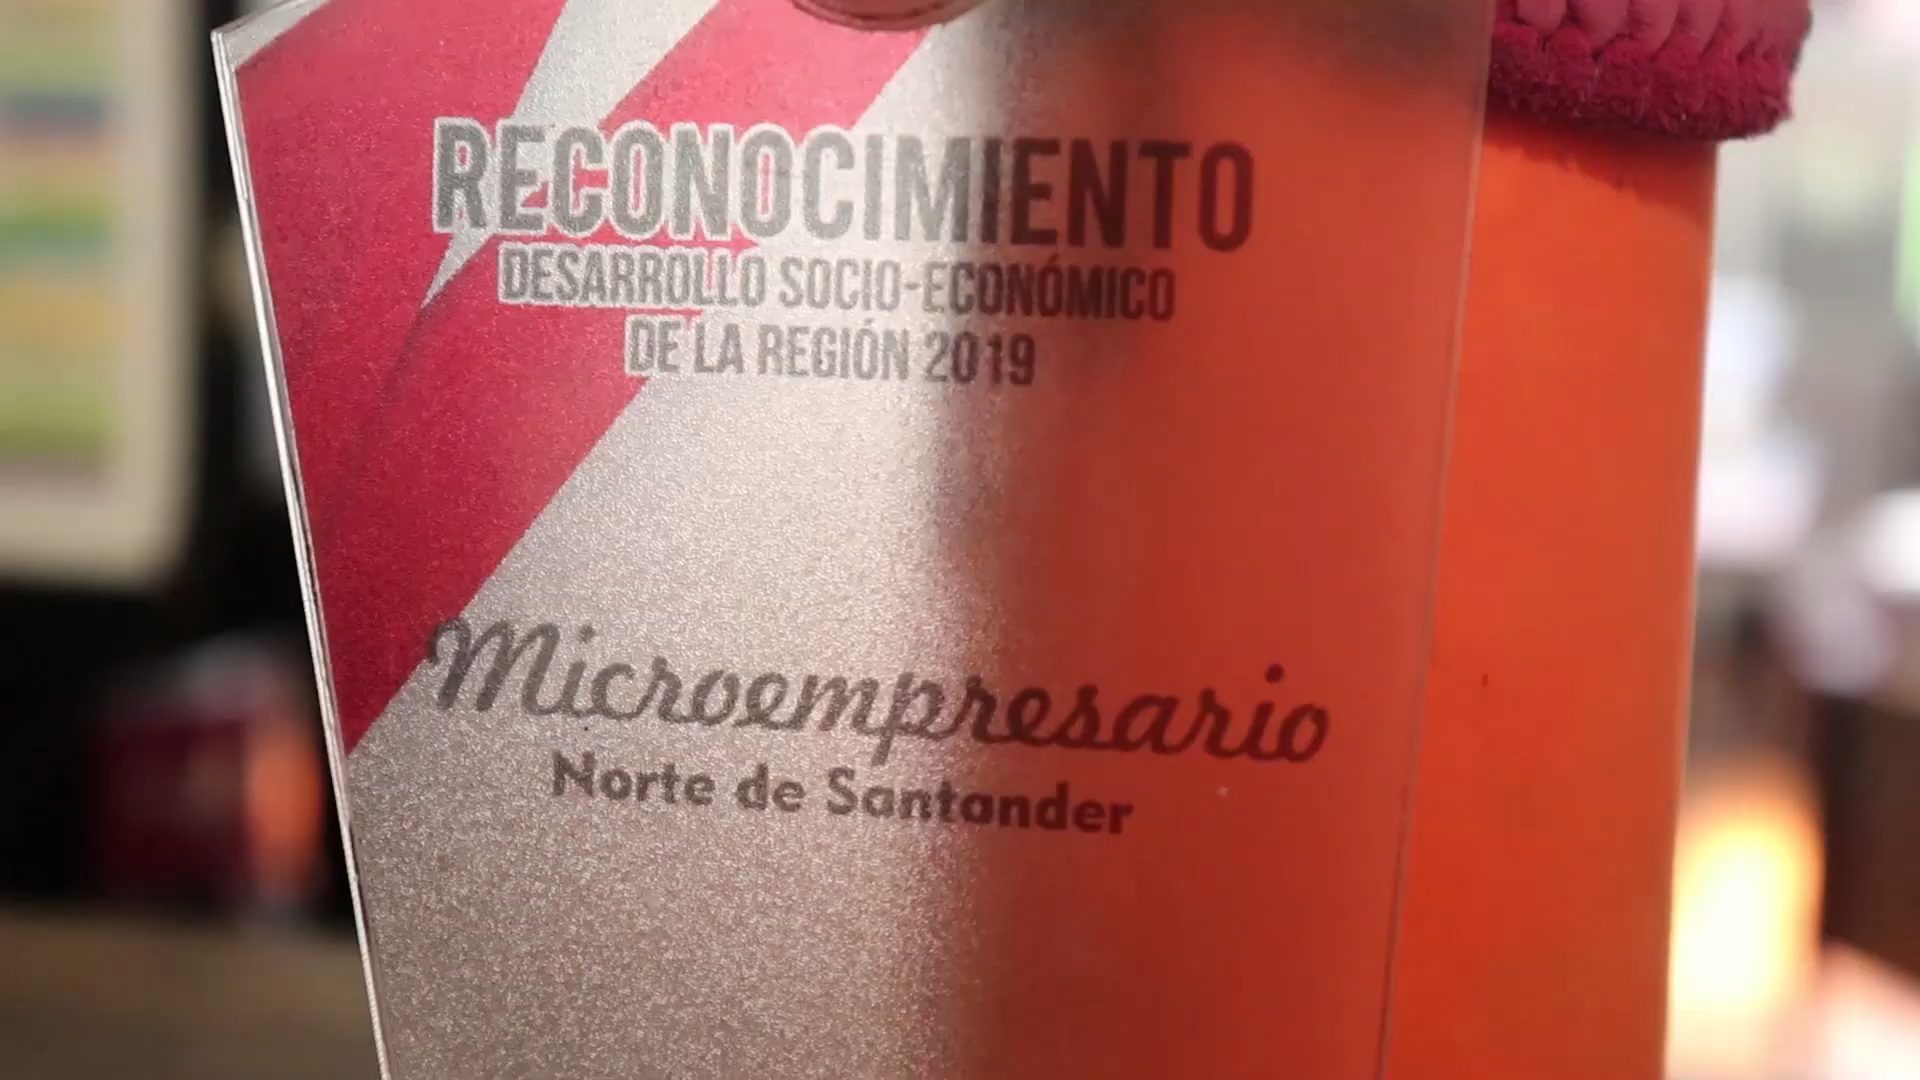 RECONOCIMIENTO
DESARROLLO SOCIO-ECONÓMICO
DE LA REGIÓN 2019
Microempresario
Norte de Santander